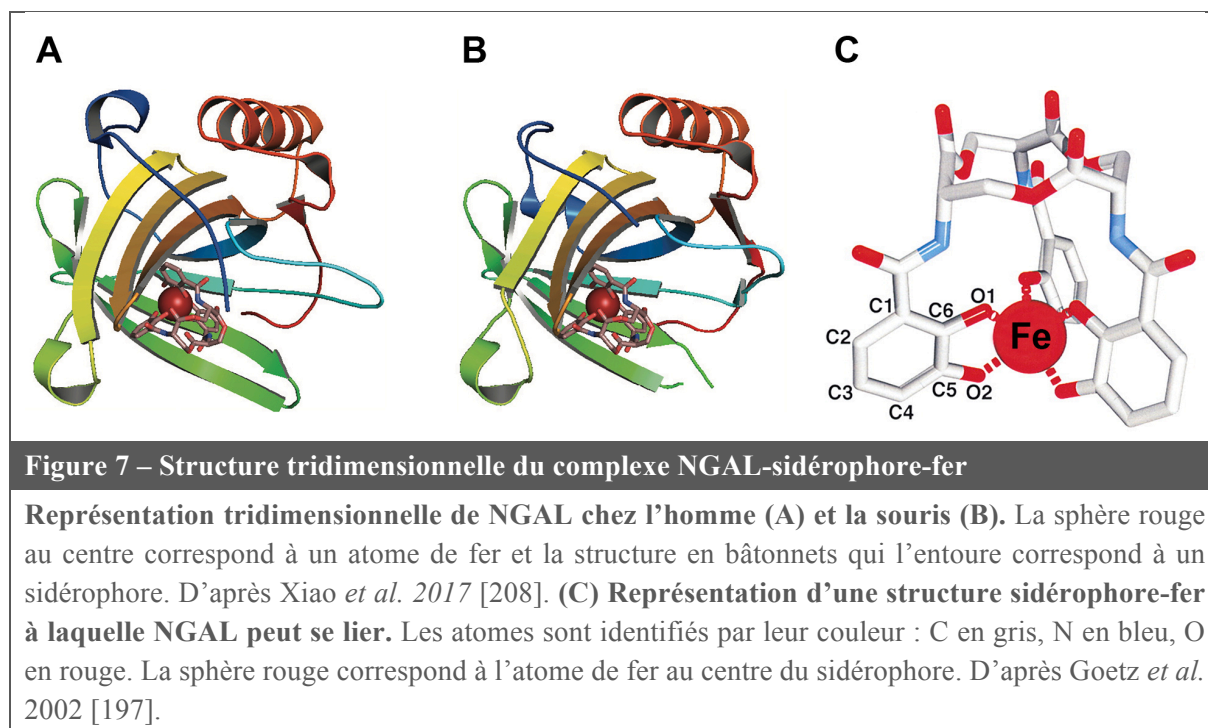 A B C
C1
C6
O1
Fe
C2
C3
C4
C5
O2
Figure 7 – Structure tridimensionnelle du complexe NGAL-sidérophore-fer
Représentation tridimensionnelle de NGAL chez l’homme (A) et la souris (B). La sphère rouge
au centre correspond à un atome de fer et la structure en bâtonnets qui l’entoure correspond à un
sidérophore. D’après Xiao et al. 2017 [208]. (C) Représentation d’une structure sidérophore-fer
à laquelle NGAL peut se lier. Les atomes sont identifiés par leur couleur : C en gris, N en bleu, O
en rouge. La sphère rouge correspond à l’atome de fer au centre du sidérophore. D’après Goetz et al.
2002 [197].